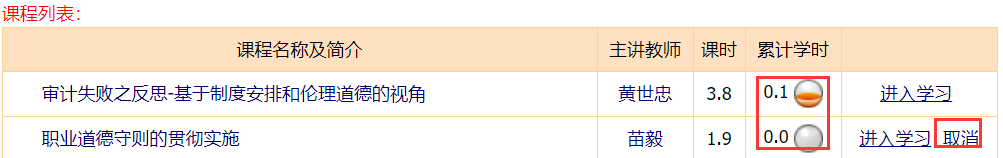 课程列表：
课程名称及简介 主讲教师 课时 累计学时
审计失败之反思-基于制度安排和伦理道德的视角 黄世忠 3.8 0.1 进入学习
职业道德守则的贯彻实施 苗毅 1.9 0.0 进入学习 取消